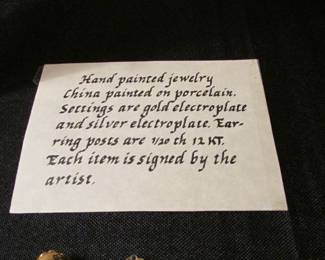 Hand painted jewelry
China painted on porcelain.
Settings are gold electroplate
and silver electroplate. Ear-
ring posts are 1/20 th 12 KT.
Each item is signed by the
artist.